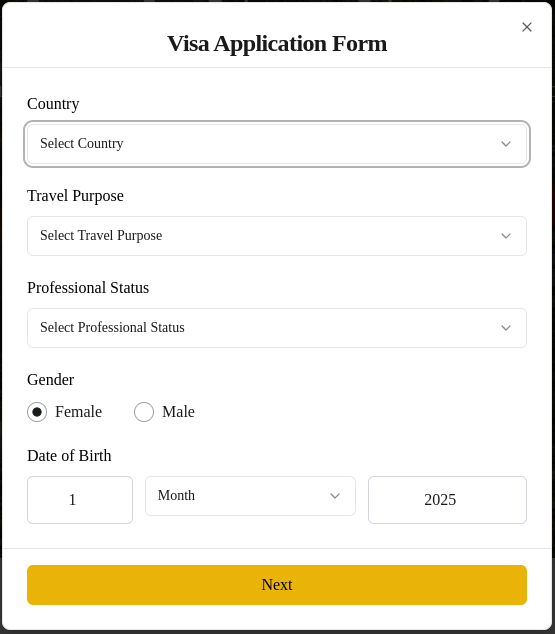 Visa Application Form
Country
Select Country
Travel Purpose
Select Travel Purpose
Professional Status
Select Professional Status
Gender
Female Male
Date of Birth
1 Month 2025
Next